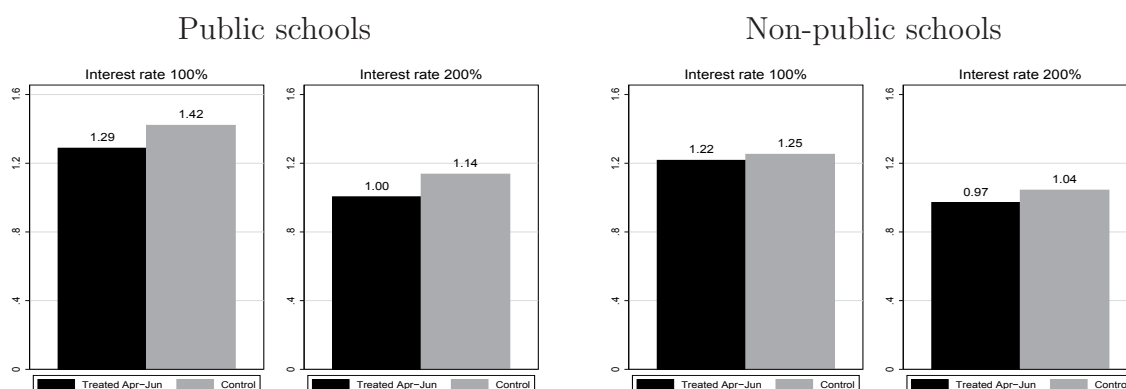 Public schools
Non-public schools
Interest rate 100%
Interest rate 200%
Interest rate 100%
Interest rate 200%
1.6
1.2
.8
.4
0
1.29
1.42
1.6
1.2
.8
.4
0
1.00
1.14
1.6
1.2
.8
.4
0
1.22
1.25
1.6
1.2
.8
.4
0
0.97
1.04
Treated Apr−Jun Control
Treated Apr−Jun Control
Treated Apr−Jun Control
Treated Apr−Jun Control